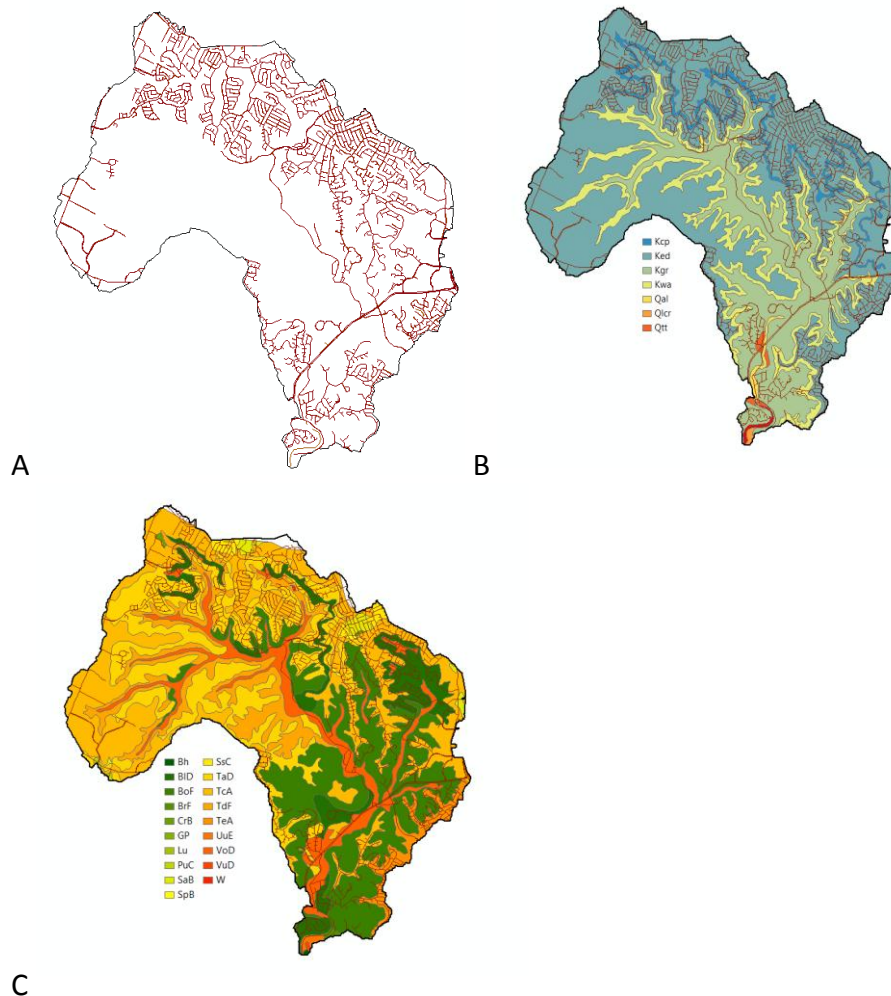 A
B
Kcp
Ked
Kgr
Kwa
Qal
Qlcr
Qtt
C
Bh
BID
BoF
BrF
CrB
GP
Lu
PuC
SaB
SpB
SsC
TaD
TcA
TdF
TeA
UuE
VoD
VuD
W